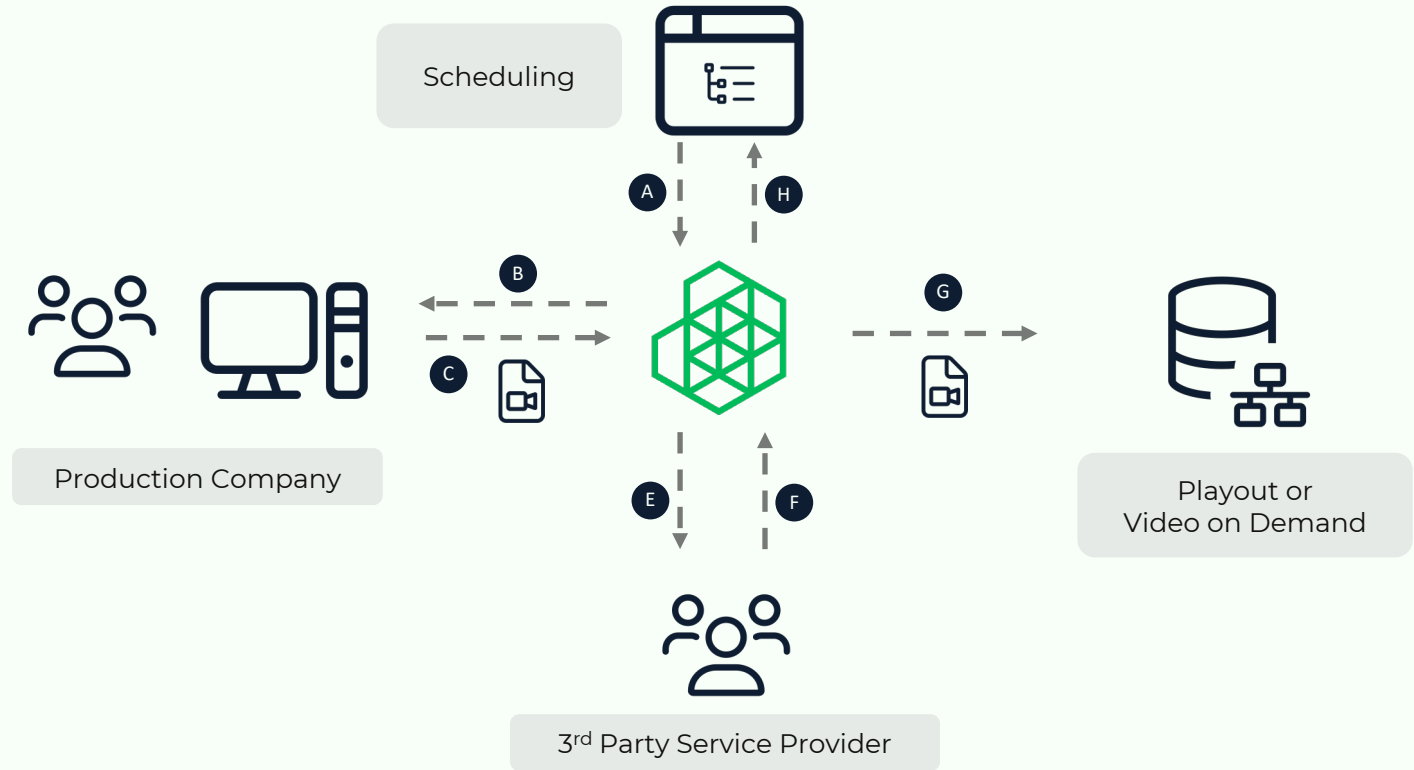 Scheduling
A
H
B
G
C
Production Company
Playout or
Video on Demand
E
F
3rd Party Service Provider